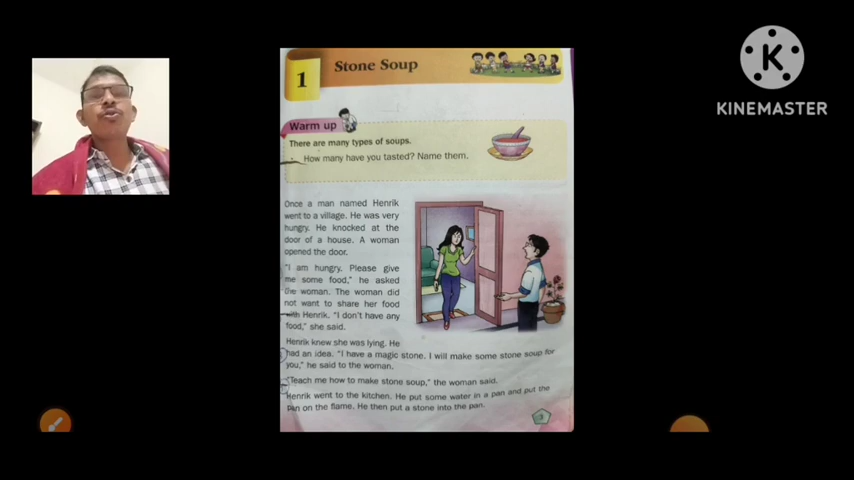 1
Stone Soup
Warm up
There are many types of soups.
How many have you tasted? Name them.
Once a man named Henrik
went to a village. He was very
hungry. He knocked at the
door of a house. A woman
opened the door.
"I am hungry. Please give
me some food," he asked
the woman. The woman did
not want to share her food
with Henrik. "I don't have any
food," she said.
Henrik knew she was lying. He
had an idea. "I have a magic stone. I will make some stone soup for
you," he said to the woman.
"Teach me how to make stone soup," the woman said.
Henrik went to the kitchen. He put some water in a pan and put the
pan on the flame. He then put a stone into the pan.
3
K
KINEMASTER